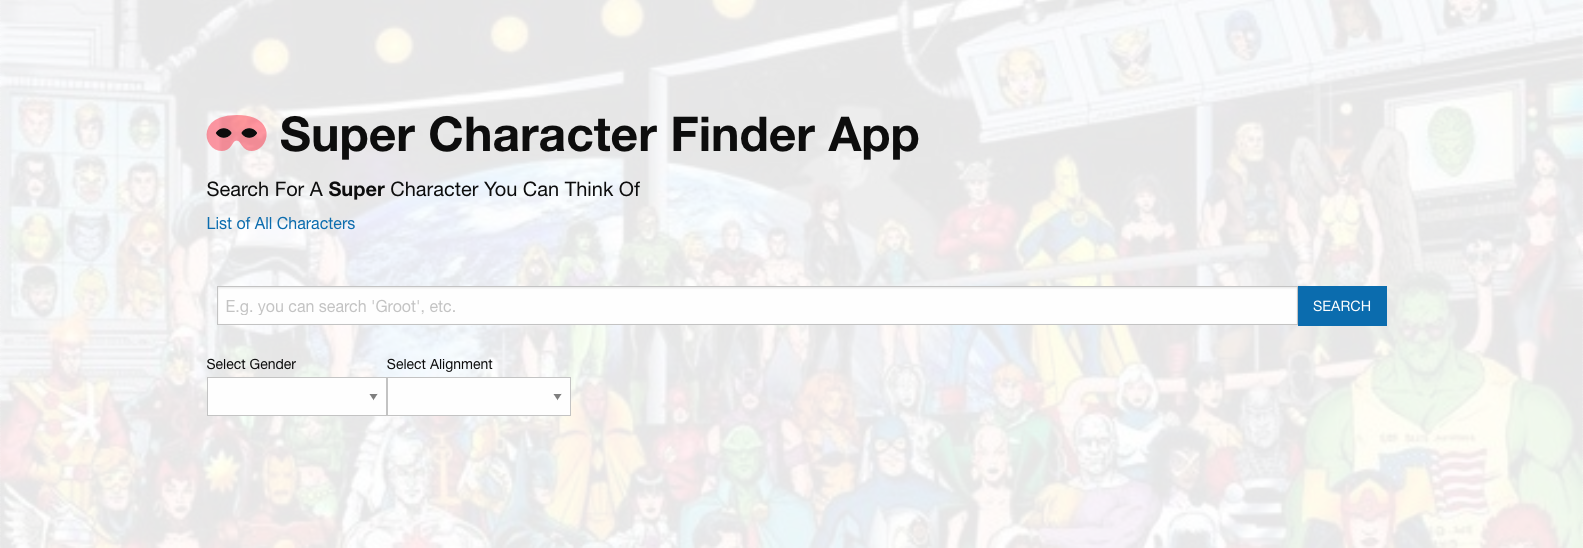 Super Character Finder App
Search For A Super Character You Can Think Of
List of All Characters
E.g. you can search 'Groot', etc.
SEARCH
Select Gender
Select Alignment